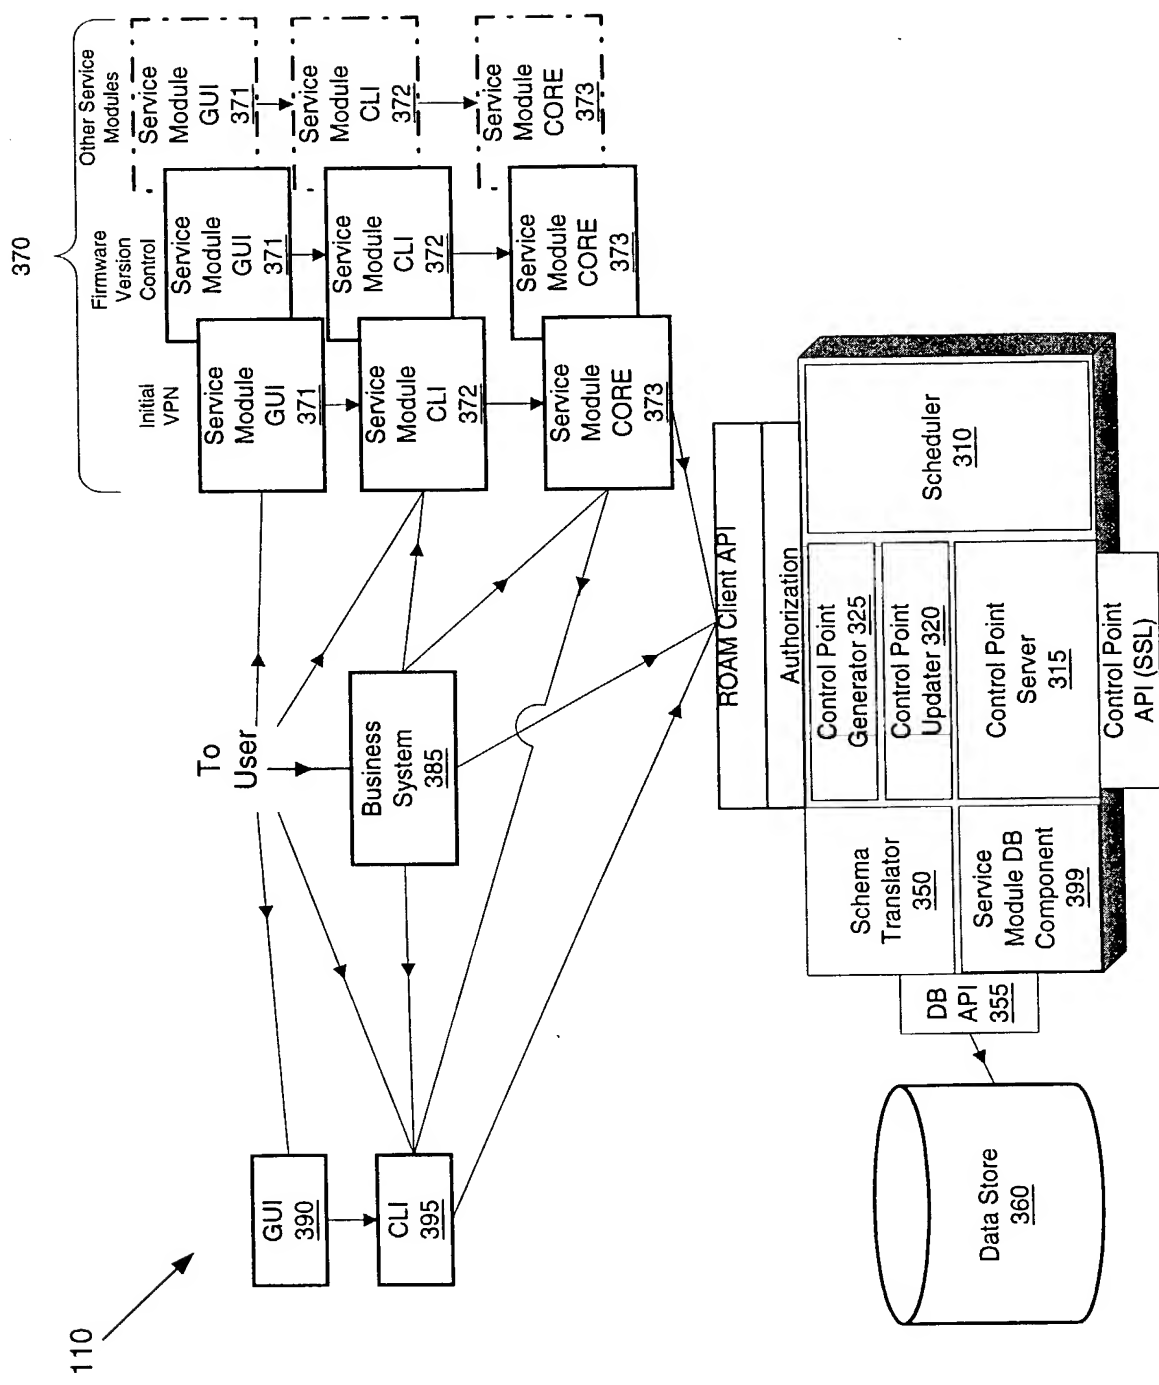 110
370
Initial
VPN
Firmware
Version
Control
Other Service
Modules
To
User
GUI
390
CLI
395
Business
System
385
Service
Module
GUI
371
Service
Module
GUI
371
Service
Module
GUI
371
Service
Module
CLI
372
Service
Module
CLI
372
Service
Module
CLI
372
Service
Module
CORE
373
Service
Module
CORE
373
Service
Module
CORE
373
ROAM Client API
Authorization
Schema
Translator
350
Control Point
Generator 325
Control Point
Updater 320
Scheduler
310
Service
Module DB
Component
399
Control Point
Server
315
Control Point
API (SSL)
DB
API
355
Data Store
360